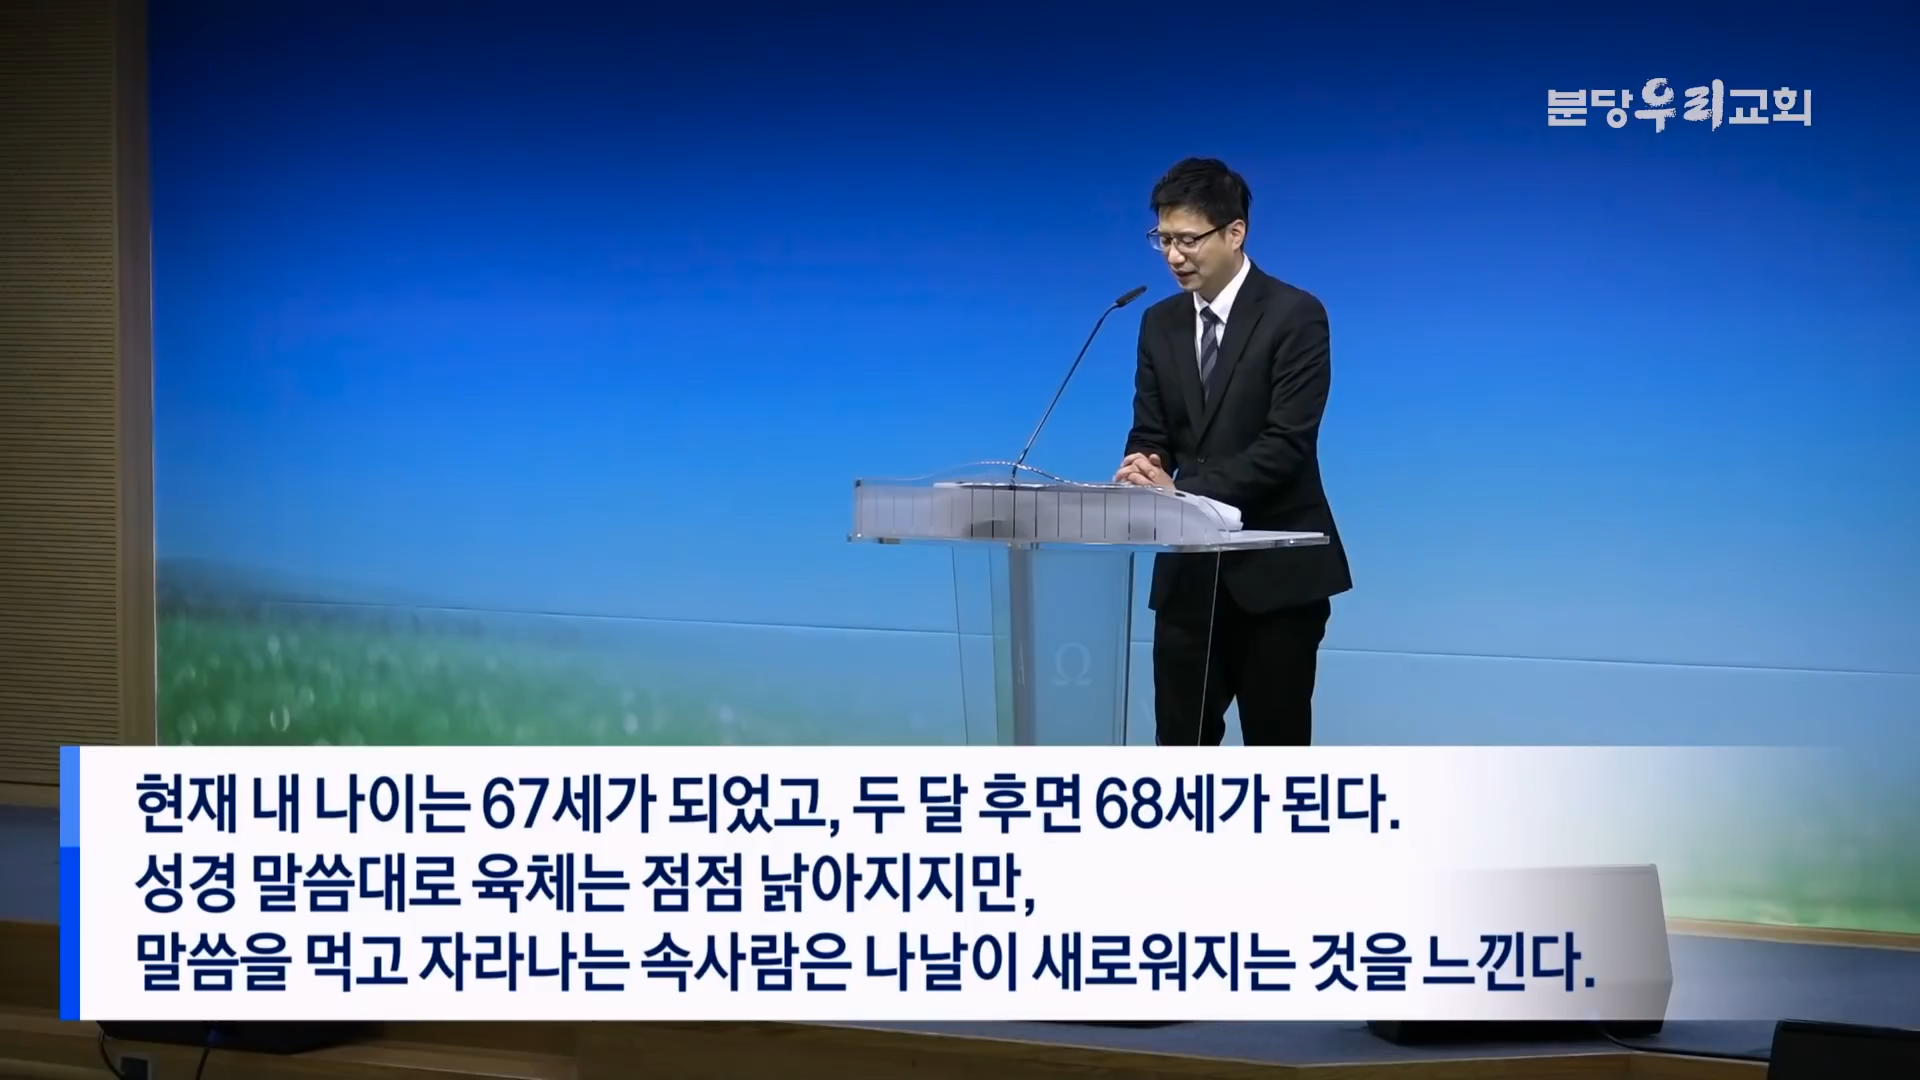 분당우리교회
Ω
현재 내 나이는 67세가 되었고, 두 달 후면 68세가 된다.
성경 말씀대로 육체는 점점 낡아지지만,
말씀을 먹고 자라나는 속사람은 나날이 새로워지는 것을 느낀다.